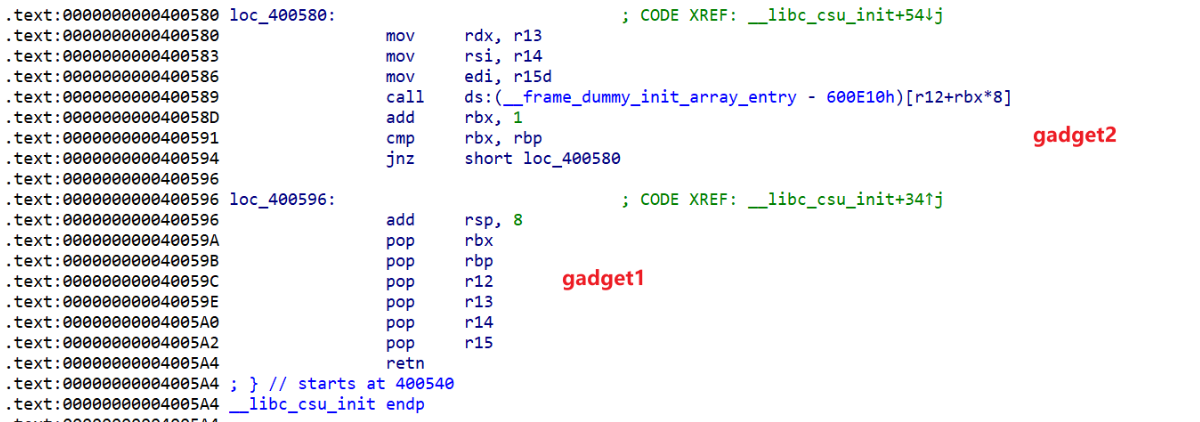 .text:0000000000400580 loc_400580: ; CODE XREF: __libc_csu_init+54↓j
.text:0000000000400580 mov rdx, r13
.text:0000000000400583 mov rsi, r14
.text:0000000000400586 mov edi, r15d
.text:0000000000400589 call ds:(__frame_dummy_init_array_entry - 600E10h)[r12+rbx*8]
.text:000000000040058D add rbx, 1
.text:0000000000400591 cmp rbx, rbp
gadget2
.text:0000000000400594 jnz short loc_400580
.text:0000000000400596
.text:0000000000400596 loc_400596: ; CODE XREF: __libc_csu_init+34↑j
.text:0000000000400596 add rsp, 8
.text:000000000040059A pop rbx
.text:000000000040059B pop rbp
gadget1
.text:000000000040059C pop r12
.text:000000000040059E pop r13
.text:00000000004005A0 pop r14
.text:00000000004005A2 pop r15
.text:00000000004005A4 retn
.text:00000000004005A4 ; } // starts at 400540
.text:00000000004005A4 __libc_csu_init endp
.text:00000000004005A4